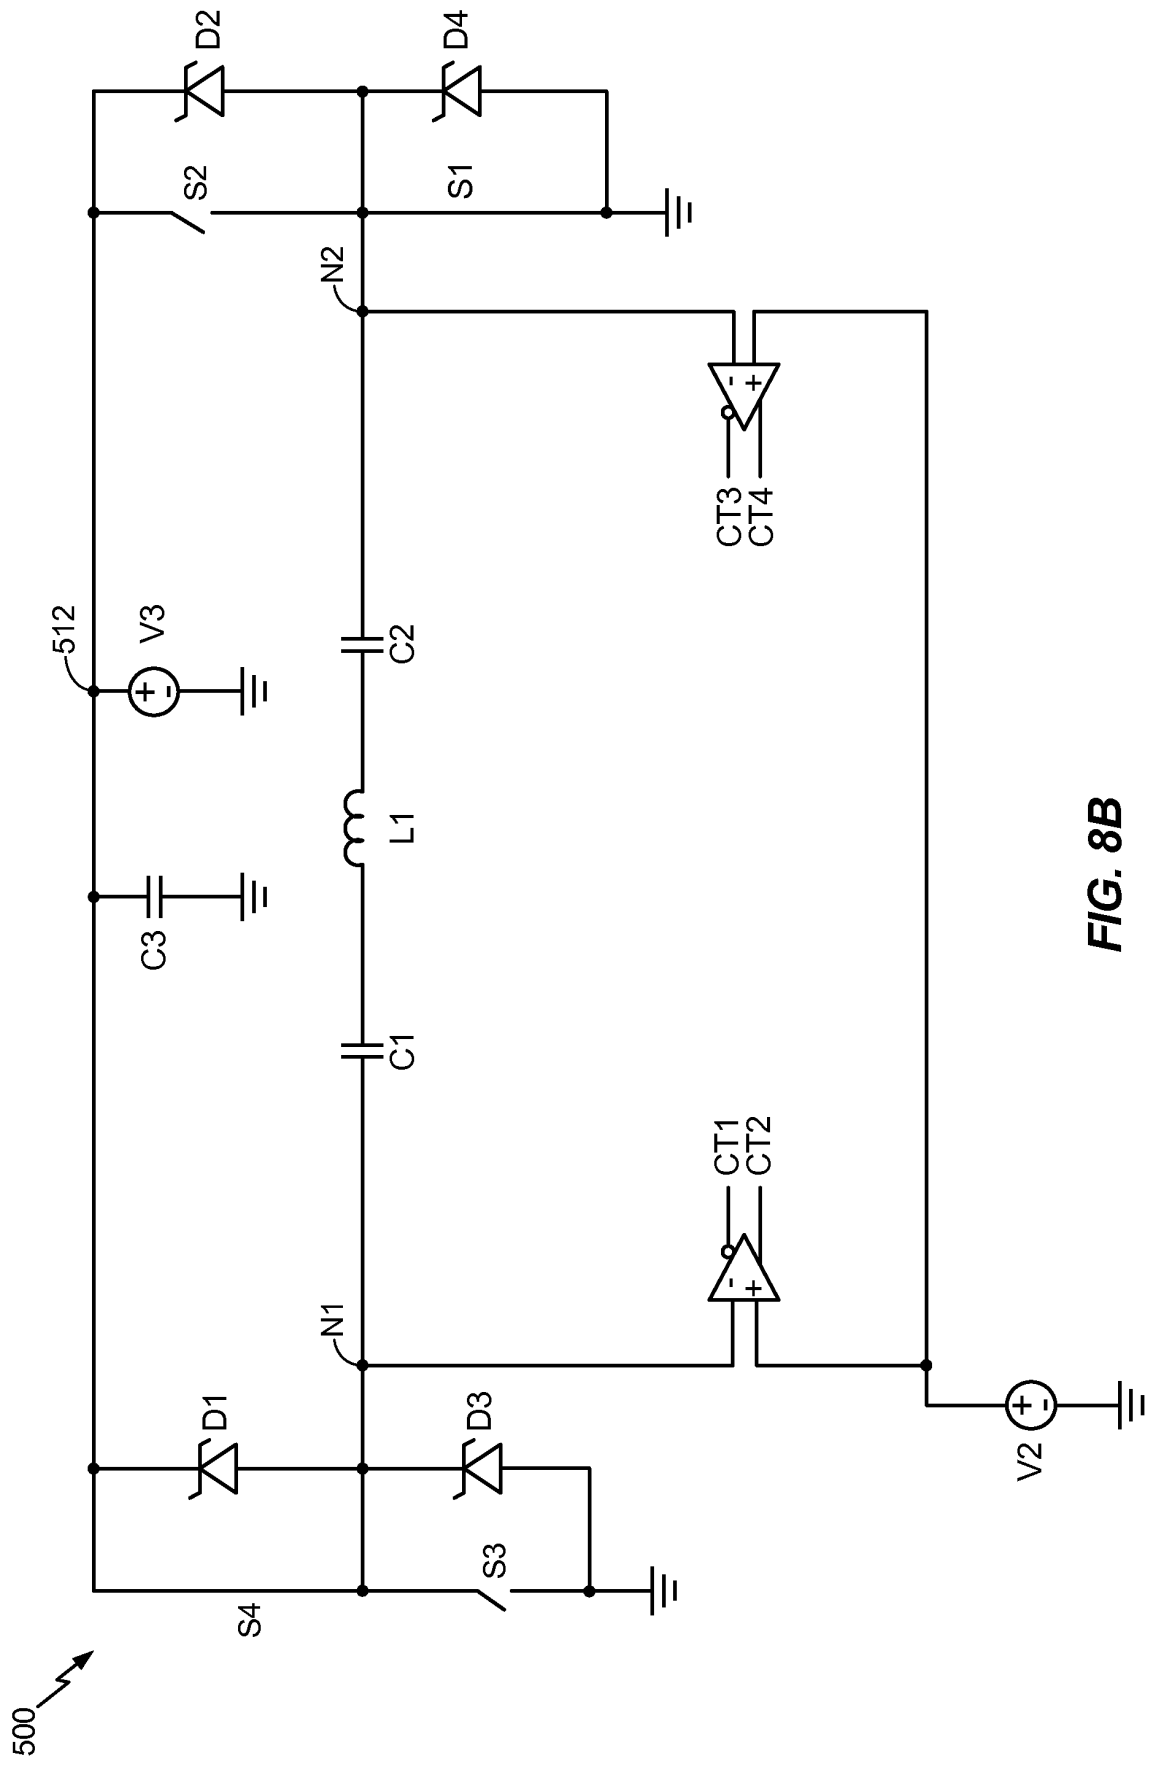 500
512
S4
D1
C3
V3
S2
D2
N1
N2
S3
D3
C1
L1
C2
S1
D4
- +
CT1
CT2
CT3
CT4
- +
+ -
V2
+ -
FIG. 8B